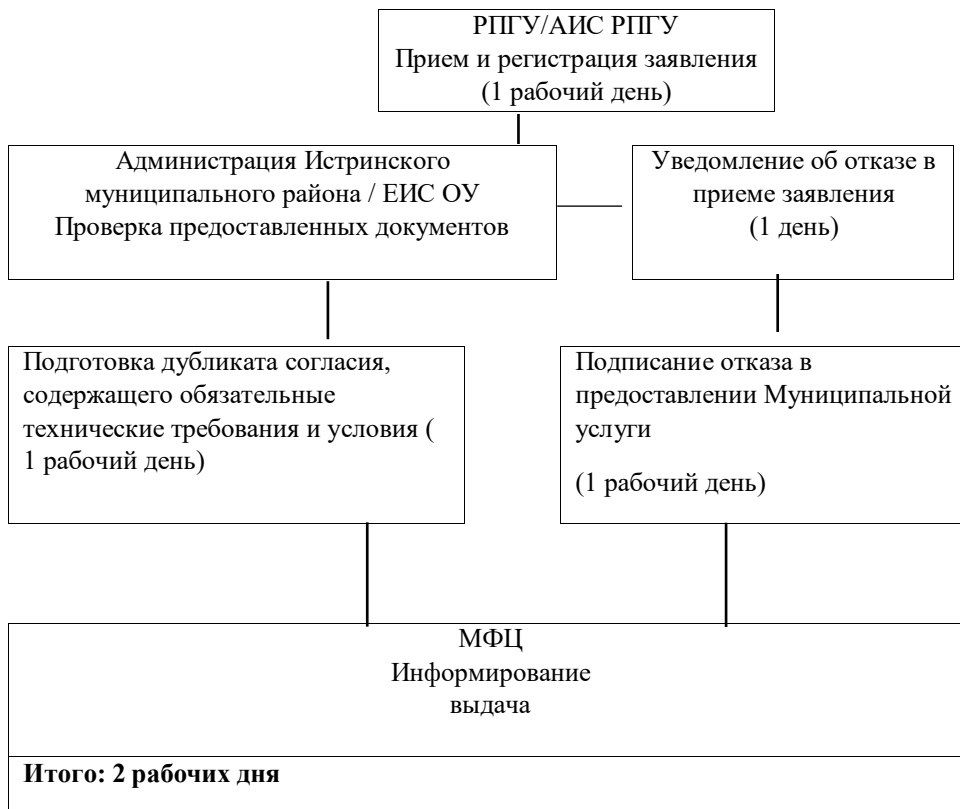 РПГУ/АИС РПГУ
Прием и регистрация заявления
(1 рабочий день)
Администрация Истринского
муниципального района / ЕИС ОУ
Проверка предоставленных документов
Уведомление об отказе в
приеме заявления
(1 день)
Подготовка дубликата согласия,
содержащего обязательные
технические требования и условия (
1 рабочий день)
Подписание отказа в
предоставлении Муниципальной
услуги
(1 рабочий день)
МФЦ
Информирование
выдача
Итого: 2 рабочих дня